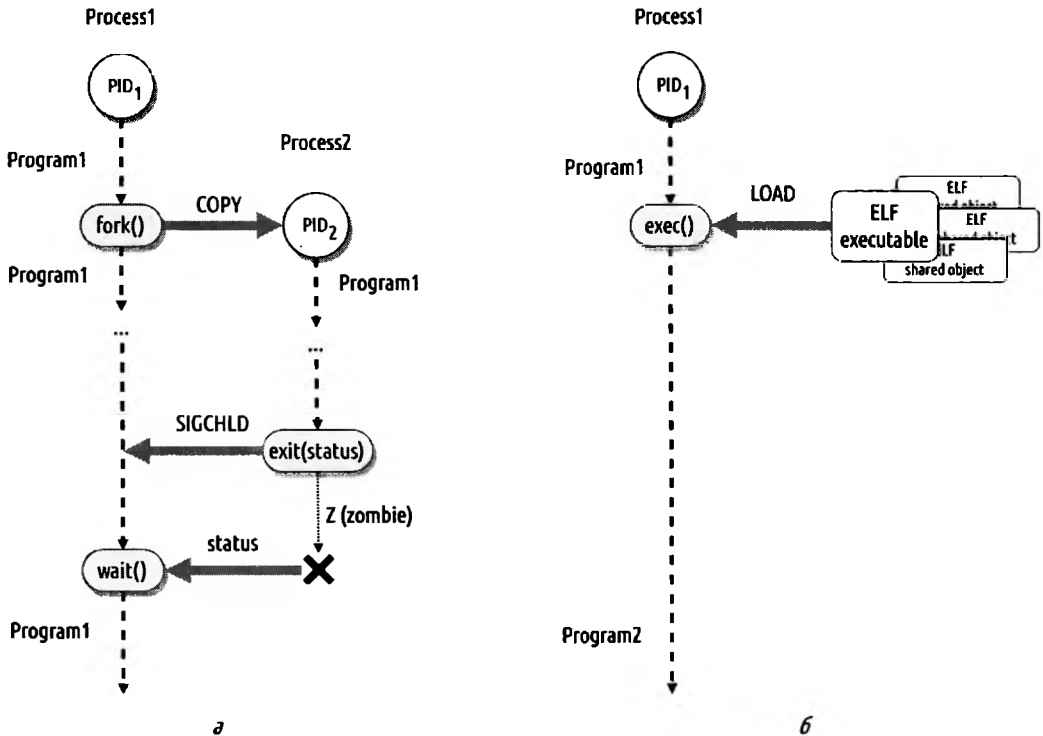 Process1
PID1
Program1
Process2
fork()
COPY
PID2
Program1
Program1
...
...
SIGCHLD
exit(status)
Z (zombie)
status
wait()
Program1
а
Process1
PID1
Program1
LOAD
exec()
ELF
executable
ELF
ELF
ELF
shared object
Program2
б